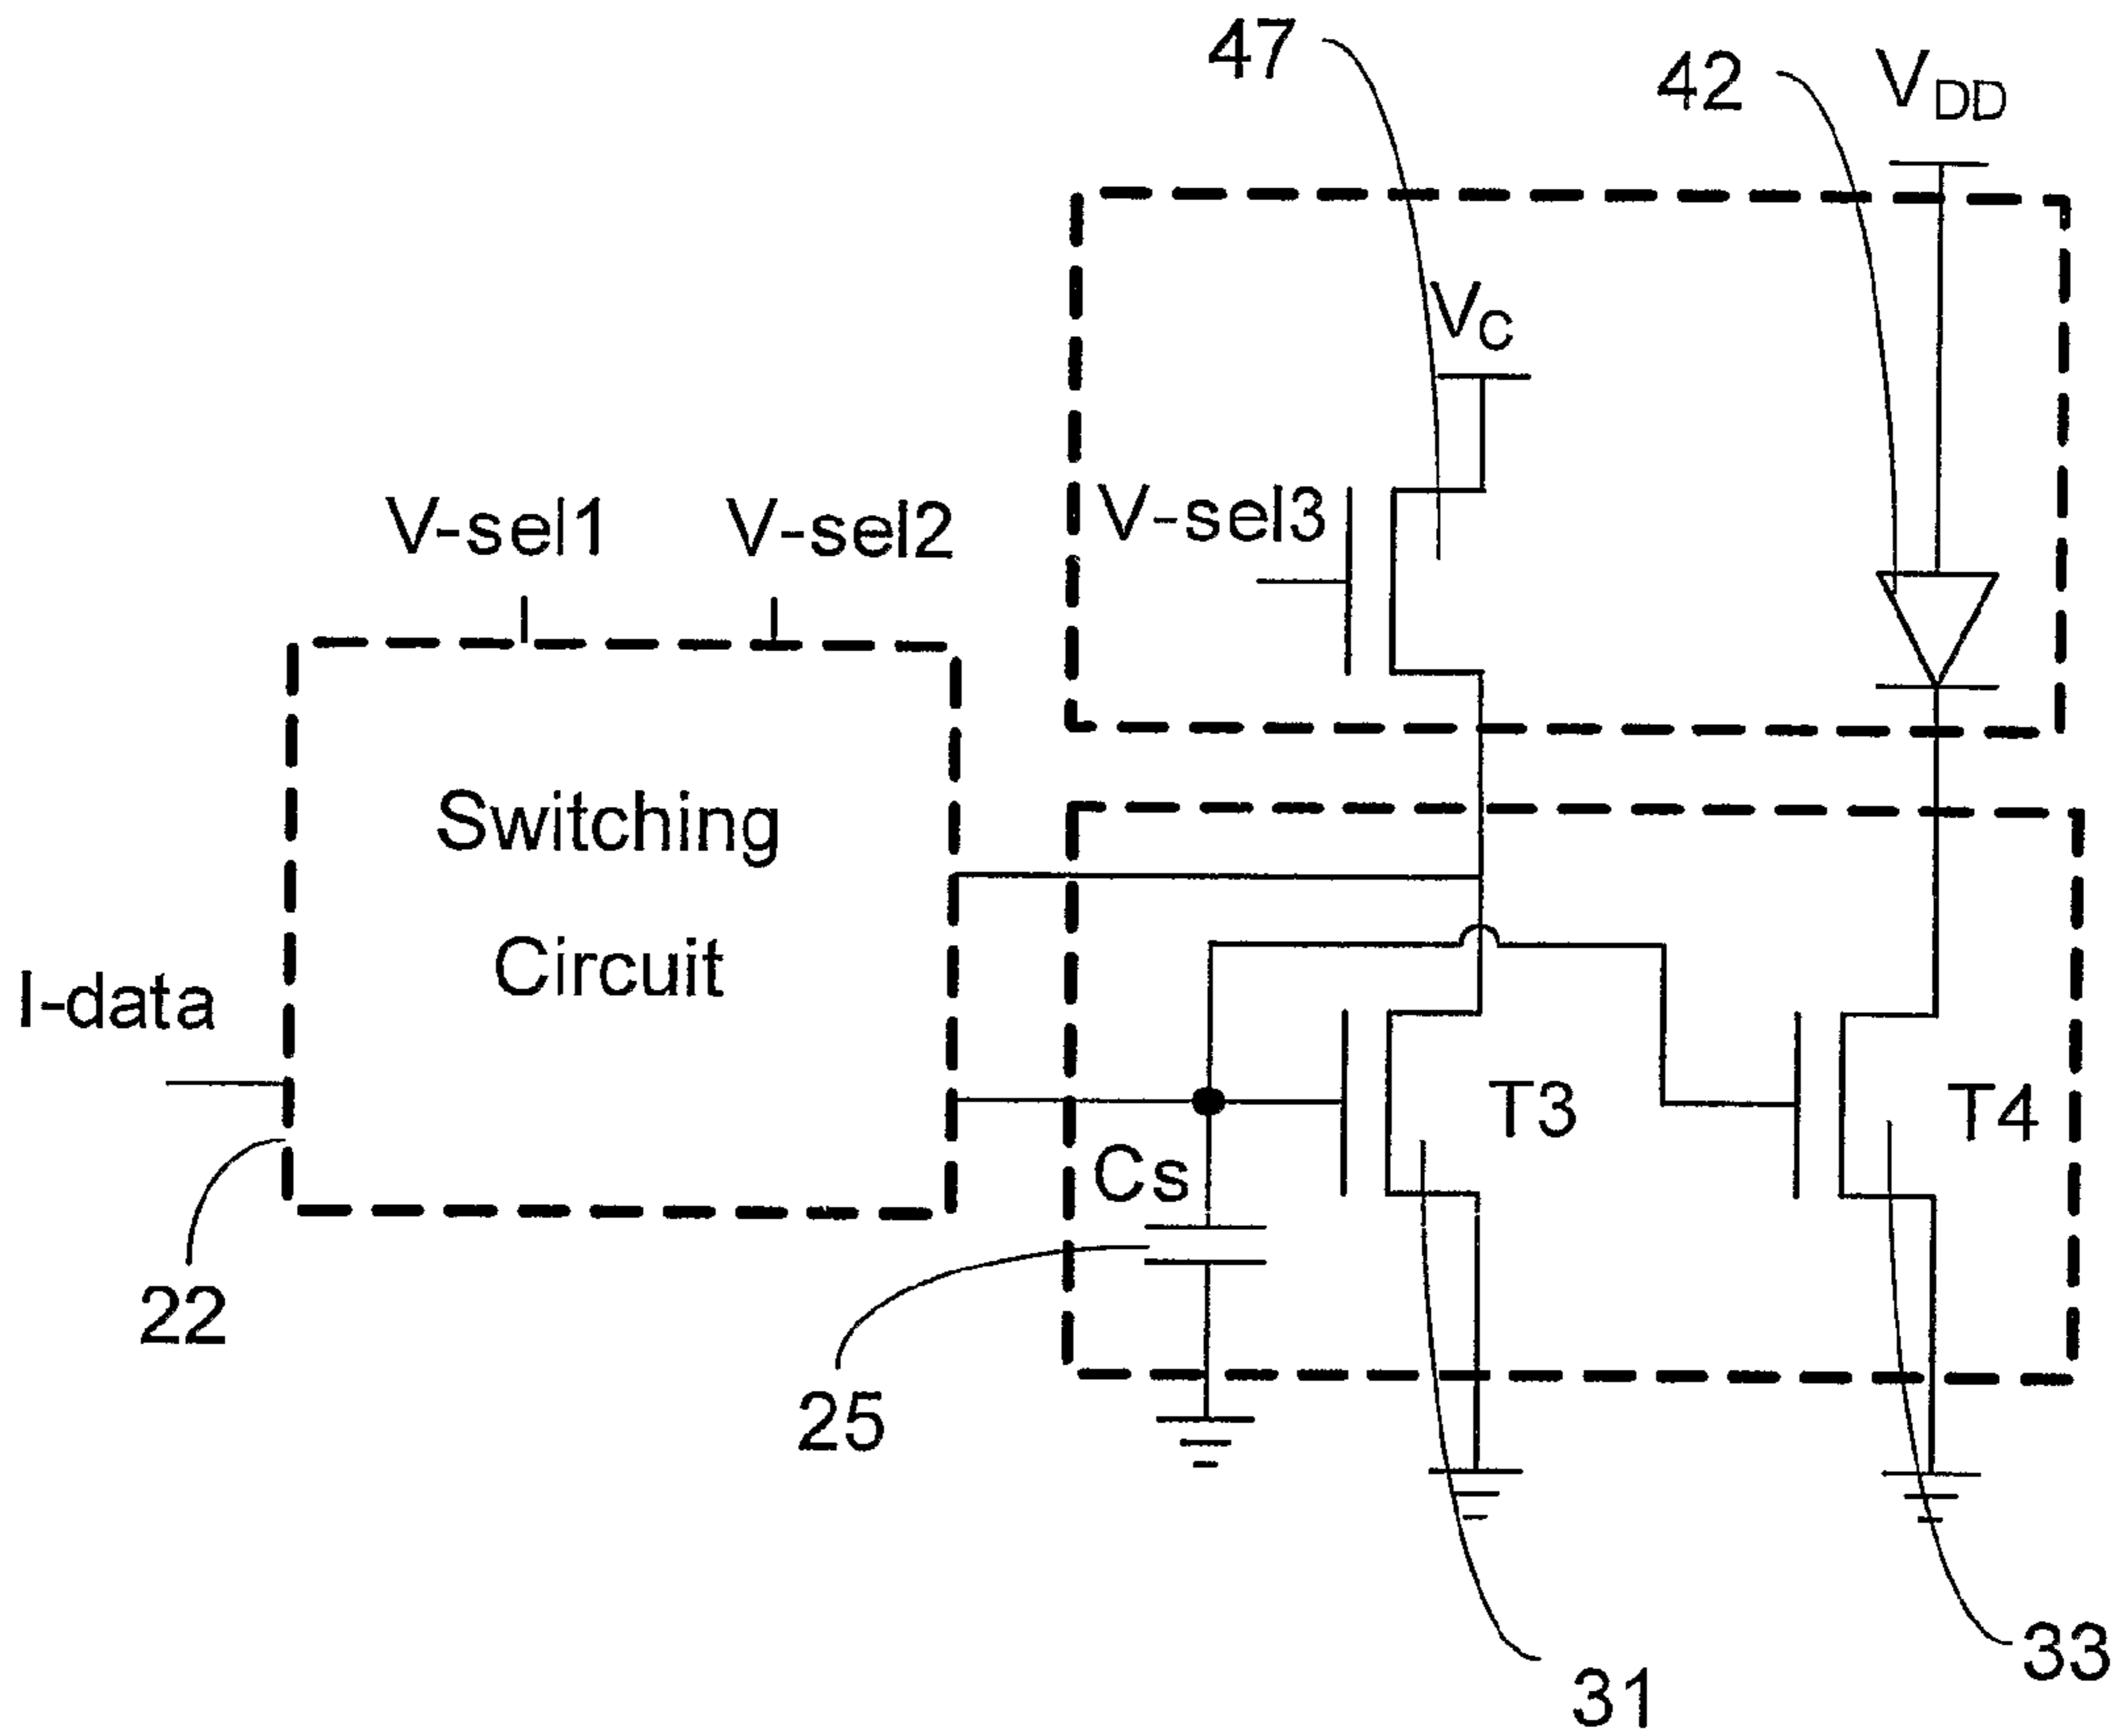 47
42
VDD
VC
V-sel1
V-sel2
V-sel3
Switching
Circuit
I-data
T3
T4
Cs
22
25
31
33